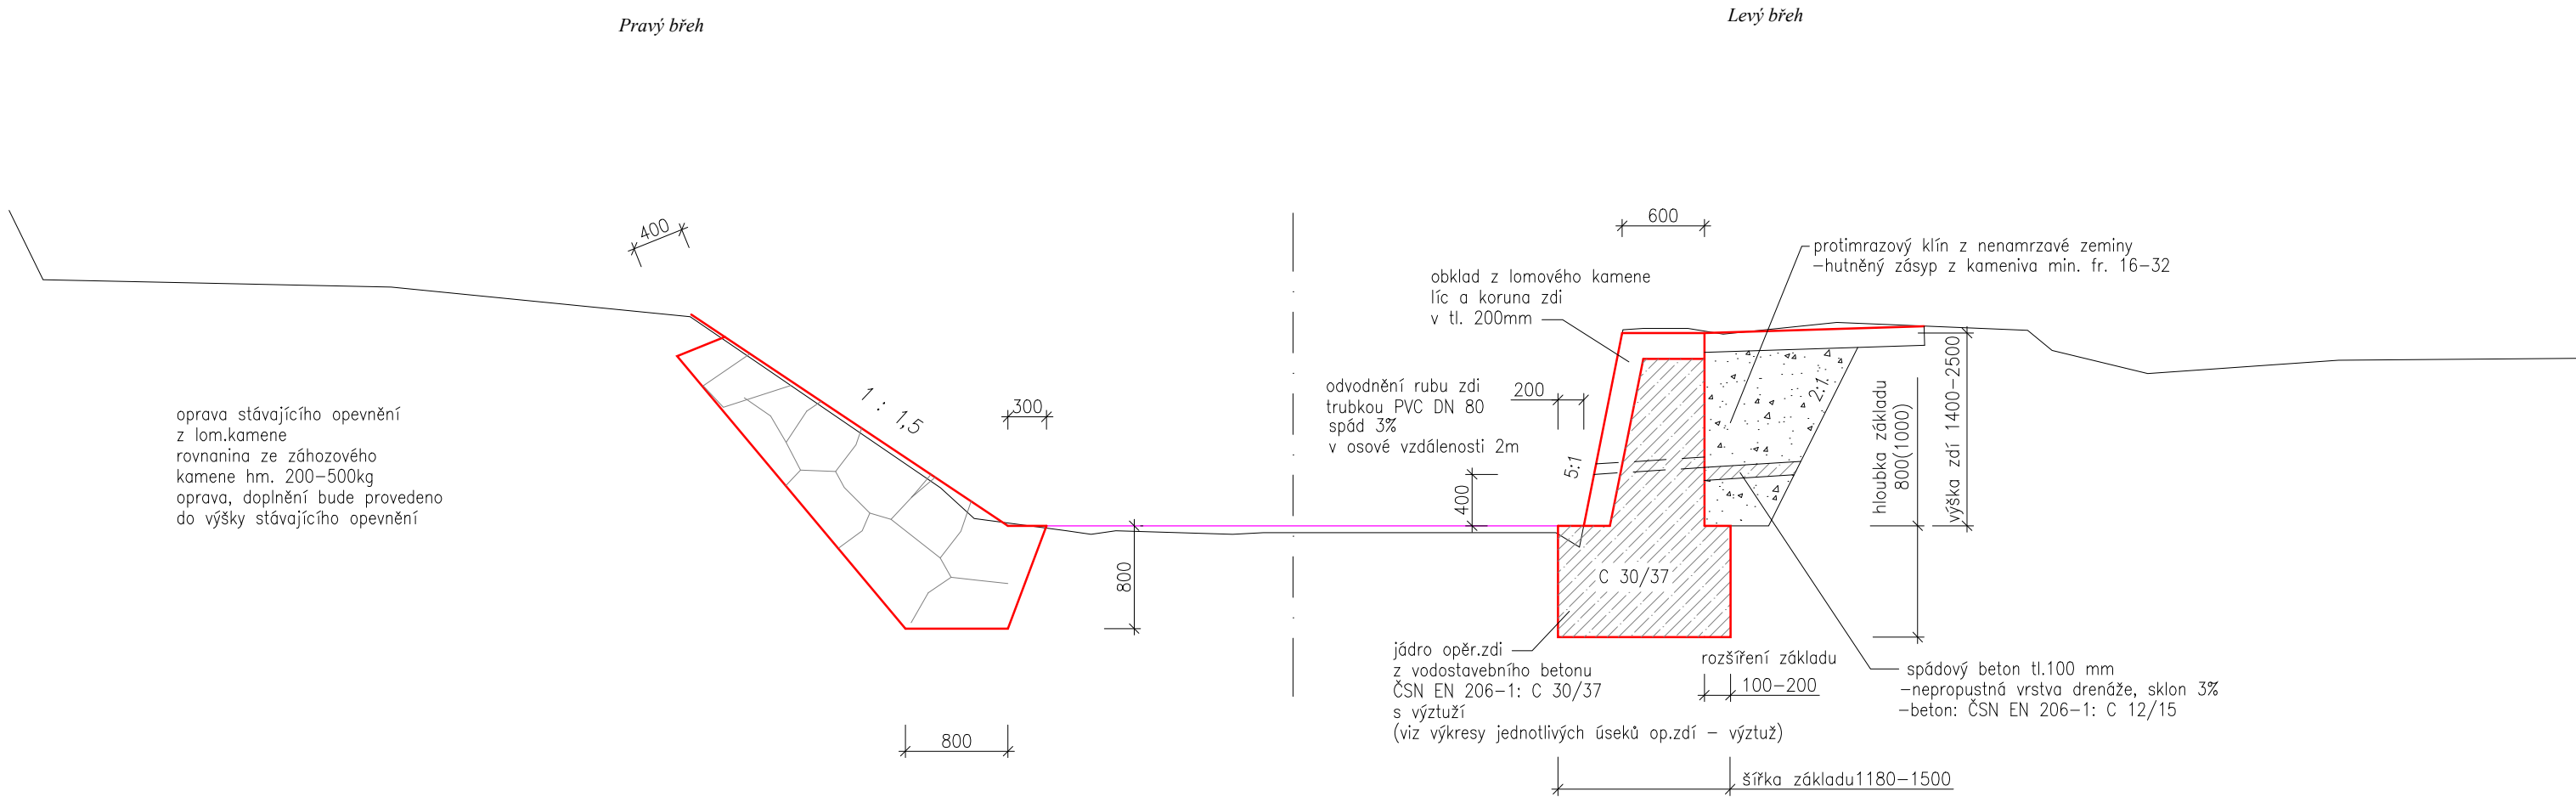 Pravý břeh
Levý břeh
400
1 : 1,5
300
800
800
oprava stávajícího opevnění
z lom.kamene
rovnanina ze záhozového
kamene hm. 200-500kg
oprava, doplnění bude provedeno
do výšky stávajícího opevnění
600
protimrazový klín z nenamrzavé zeminy
-hutněný zásyp z kameniva min. fr. 16-32
obklad z lomového kamene
líc a koruna zdi
v tl. 200mm
odvodnění rubu zdi
trubkou PVC DN 80
spád 3%
v osové vzdálenosti 2m
200
5:1
400
2:1
hloubka základu
800(1000)
výška zdí 1400-2500
C 30/37
jádro opěr.zdi
z vodostavebního betonu
ČSN EN 206-1: C 30/37
s výztuží
(viz výkresy jednotlivých úseků op.zdí - výztuž)
rozšíření základu
100-200
spádový beton tl.100 mm
-nepropustná vrstva drenáže, sklon 3%
-beton: ČSN EN 206-1: C 12/15
šířka základu1180-1500